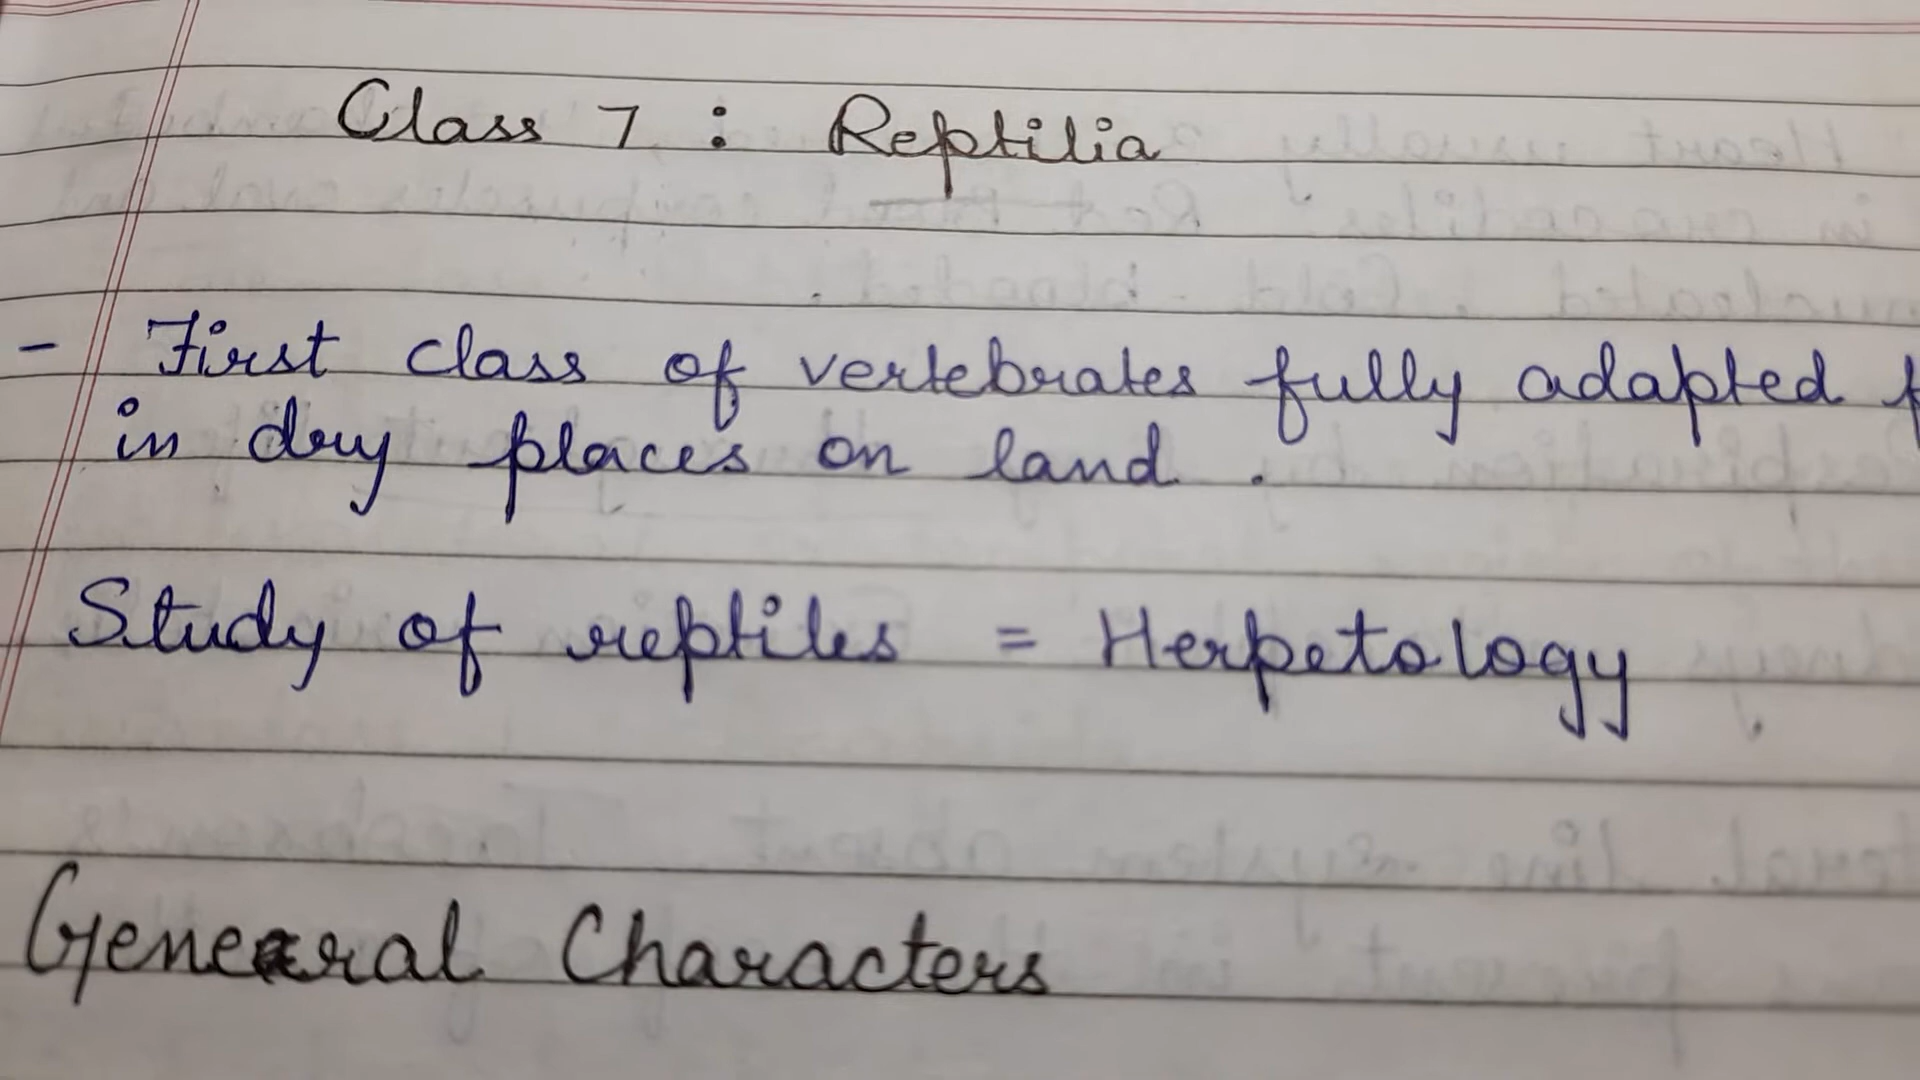 Class 7 : Reptilia
- First class of vertebrates fully adapted
in dry places on land .
Study of reptiles = Herpetology
General Characters